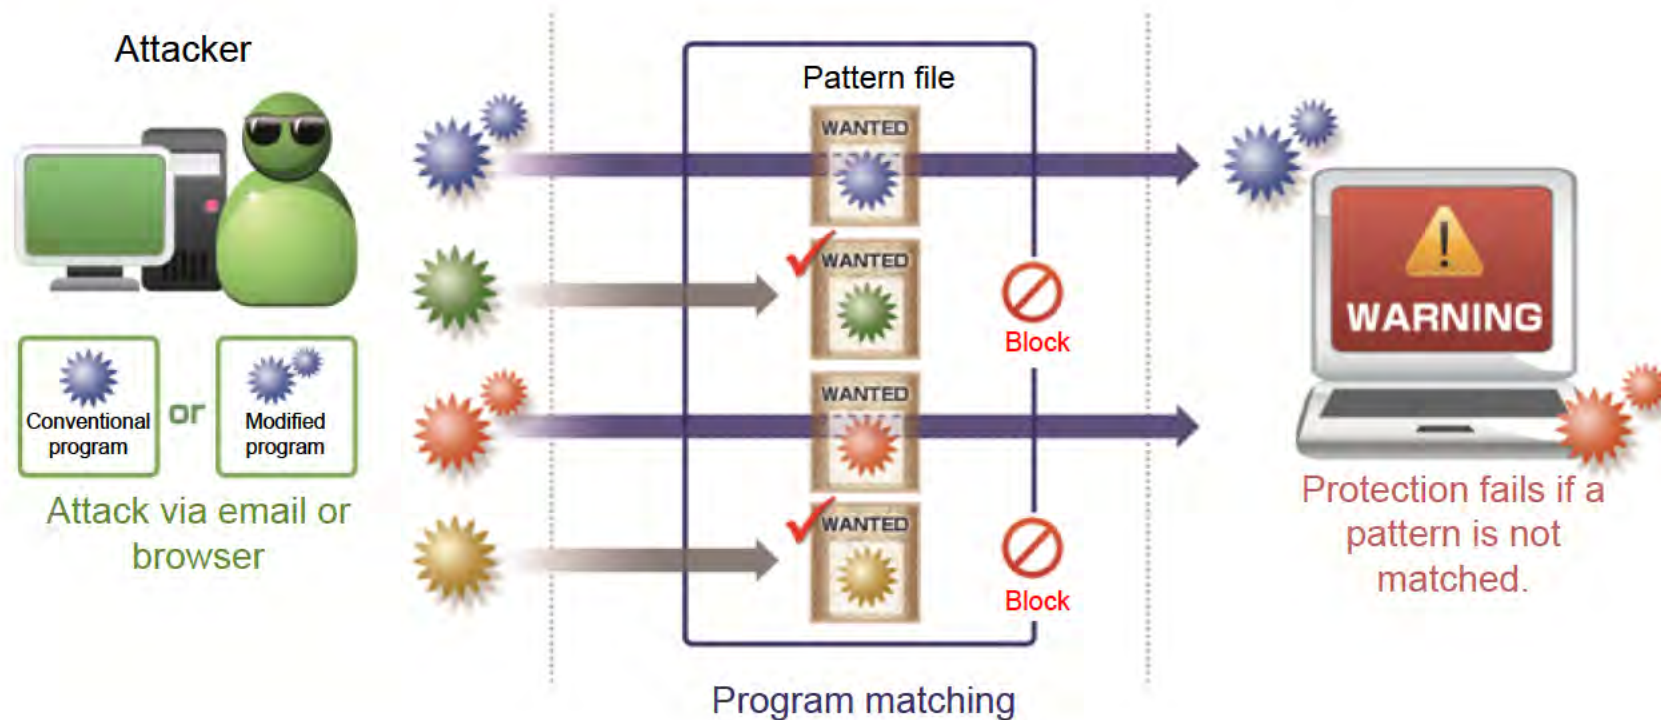 Attacker
Conventional
program
or
Modified
program
Attack via email or
browser
Pattern file
WANTED
WANTED
Block
WANTED
WANTED
Block
Program matching
WARNING
Protection fails if a
pattern is not
matched.